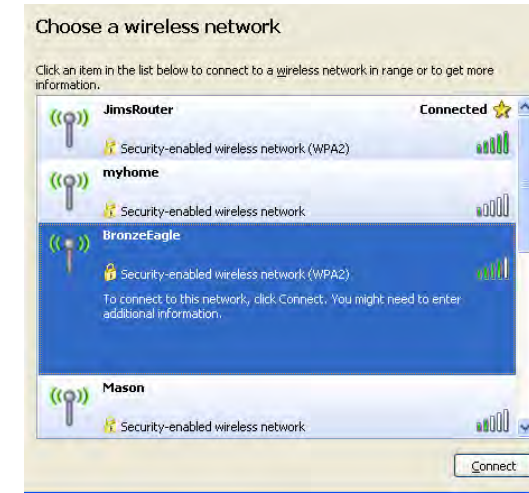 Choose a wireless network
Click an item in the list below to connect to a wireless network in range or to get more
information.
JimsRouter Connected
Security-enabled wireless network (WPA2)
myhome
Security-enabled wireless network
BronzeEagle
Security-enabled wireless network (WPA2)
To connect to this network, click Connect. You might need to enter
additional information.
Mason
Security-enabled wireless network
Connect